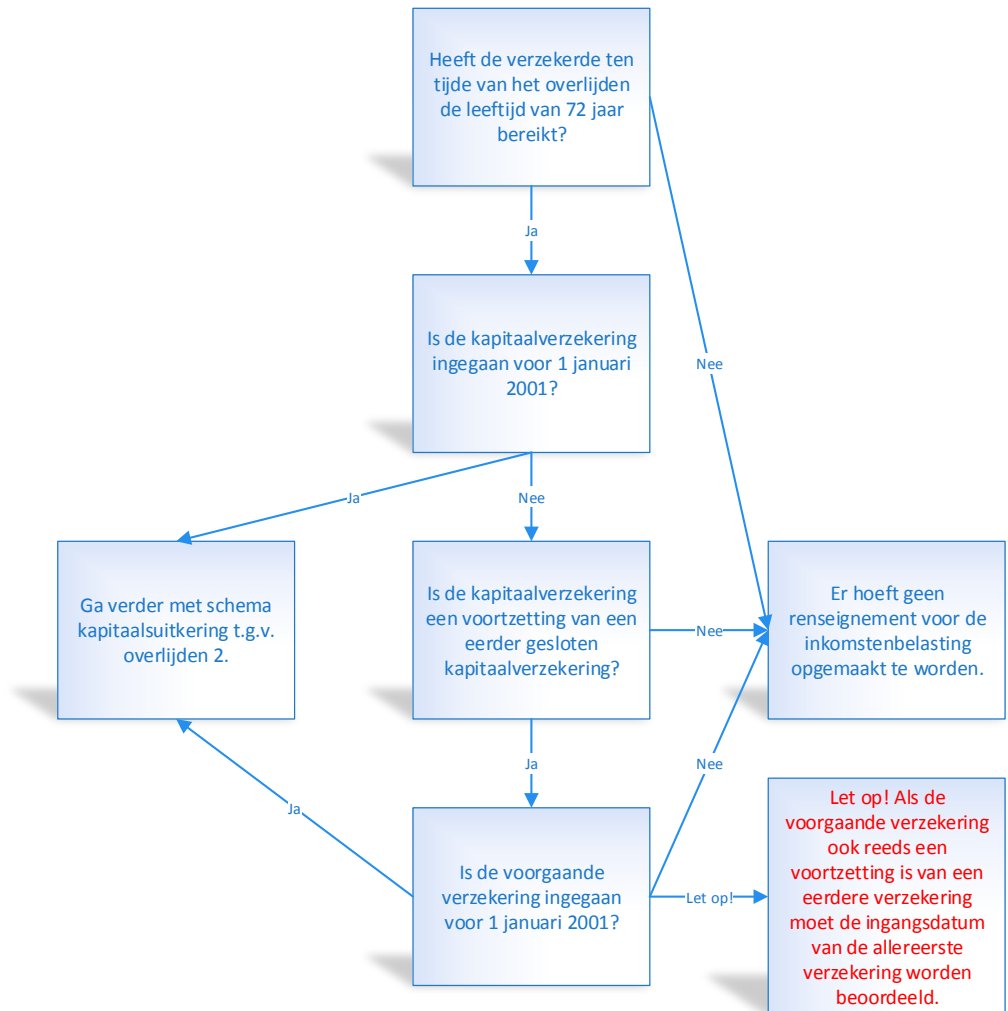 Heeft de verzekerde ten
tijde van het overlijden
de leeftijd van 72 jaar
bereikt?
Ja
Nee
Is de kapitaalverzekering
ingegaan voor 1 januari
2001?
Ja
Nee
Ga verder met schema
kapitaalsuitkering t.g.v.
overlijden 2.
Is de kapitaalverzekering
een voortzetting van een
eerder gesloten
kapitaalverzekering?
Nee
Er hoeft geen
renseignement voor de
inkomstenbelasting
opgemaakt te worden.
Ja
Nee
Ja
Is de voorgaande
verzekering ingegaan
voor 1 januari 2001?
Let op!
Let op! Als de
voorgaande verzekering
ook reeds een
voortzetting is van een
eerdere verzekering
moet de ingangsdatum
van de allereerste
verzekering worden
beoordeeld.